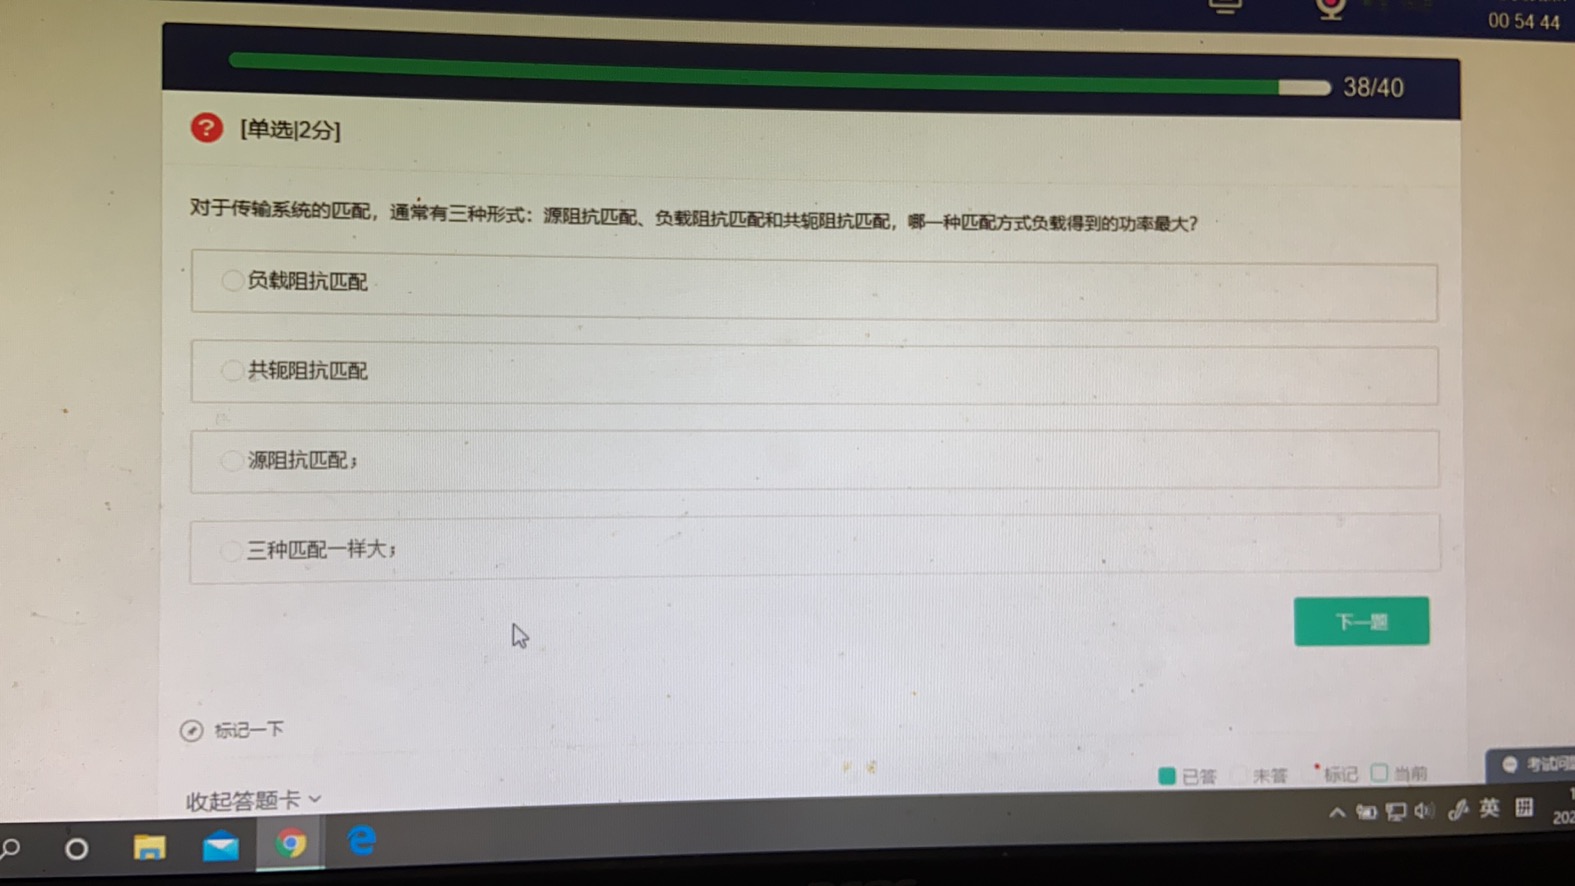 00 54 44
38/40
[单选|2分]
对于传输系统的匹配，通常有三种形式：源阻抗匹配、负载阻抗匹配和共轭阻抗匹配，哪一种匹配方式负载得到的功率最大?
负载阻抗匹配
共轭阻抗匹配
源阻抗匹配；
三种匹配一样大；
下一题
标记一下
已答 未答 标记 当前
考试问
收起答题卡
英
202